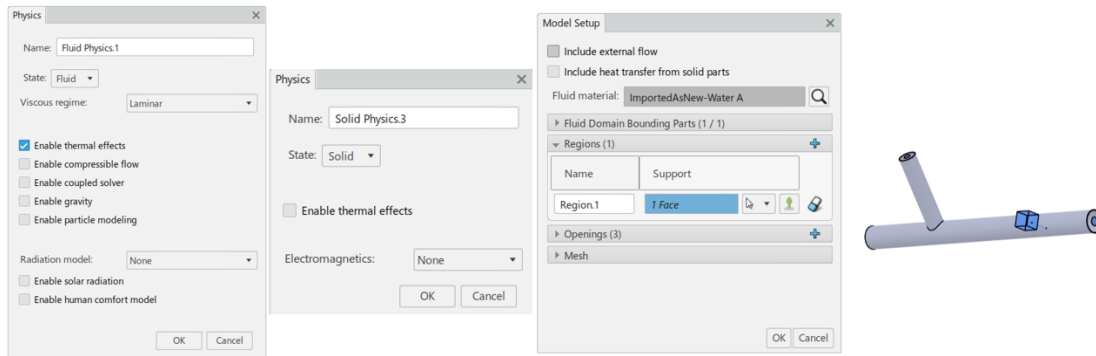 Physics
Name: Fluid Physics.1
State: Fluid
Viscous regime: Laminar
Enable thermal effects
Enable compressible flow
Enable coupled solver
Enable gravity
Enable particle modeling
Radiation model: None
Enable solar radiation
Enable human comfort model
OK Cancel
Physics
Name: Solid Physics.3
State: Solid
Enable thermal effects
Electromagnetics: None
OK Cancel
Model Setup
Include external flow
Include heat transfer from solid parts
Fluid material: ImportedAsNew-Water A
Fluid Domain Bounding Parts (1 / 1)
Regions (1)
Name Support
Region.1 1 Face
Openings (3)
Mesh
OK Cancel